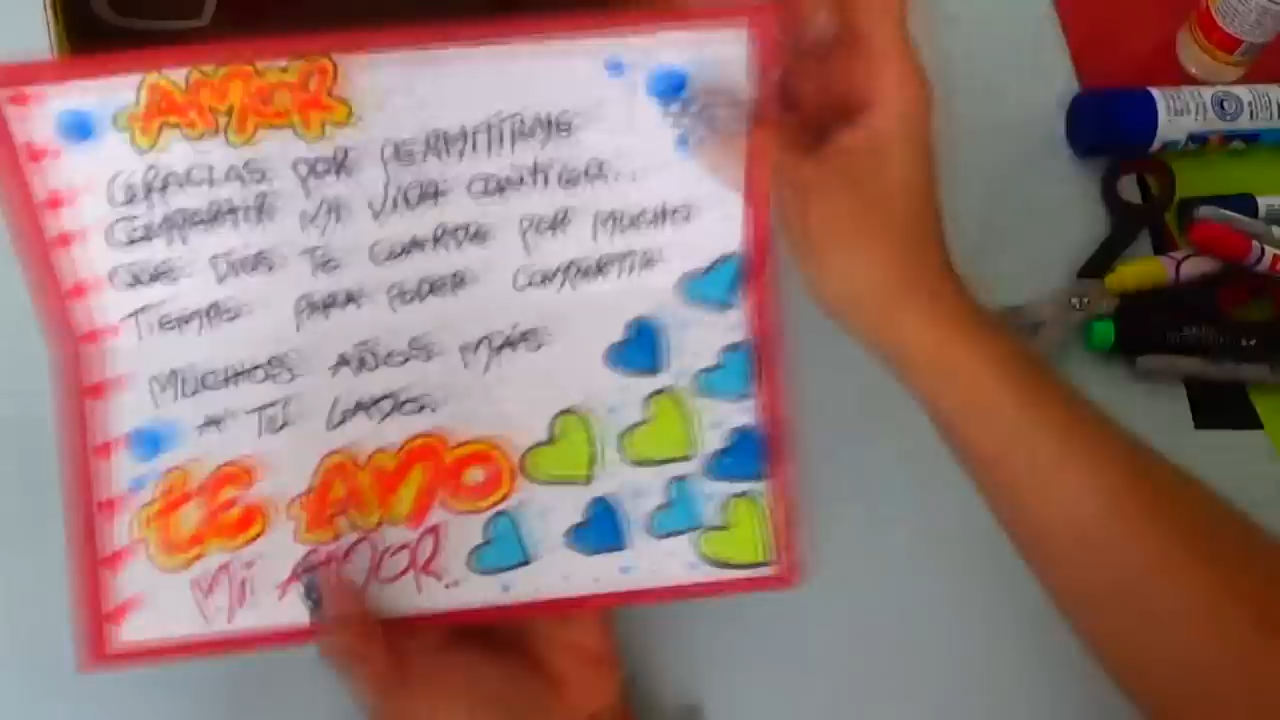 AMOR
GRACIAS POR PERMITIRME
COMPARTIR MI VIDA CONTIGO...
QUE DIOS TE GUARDE POR MUCHO
TIEMPO PARA PODER COMPARTIR
MUCHOS AÑOS MÁS
A TU LADO.
TE AMO
Mi AMOR..